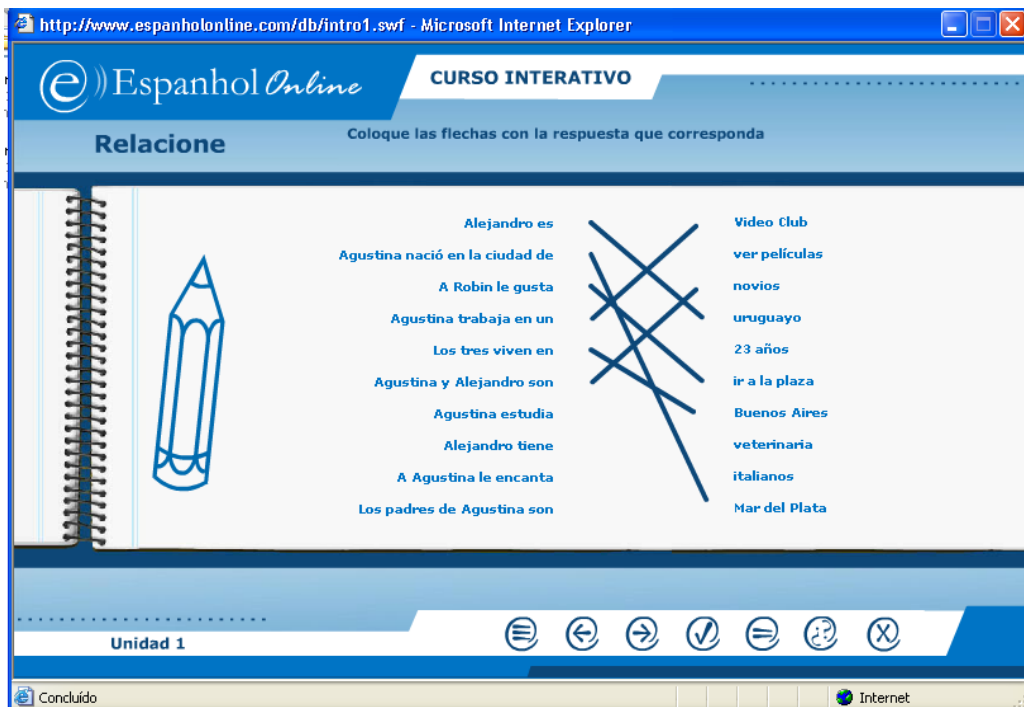 http://www.espanholonline.com/db/intro1.swf - Microsoft Internet Explorer
e Espanhol Online
CURSO INTERATIVO
Relacione
Coloque las flechas con la respuesta que corresponda
Alejandro es
Video Club
Agustina nació en la ciudad de
ver películas
A Robin le gusta
novios
Agustina trabaja en un
uruguayo
Los tres viven en
23 años
Agustina y Alejandro son
ir a la plaza
Agustina estudia
Buenos Aires
Alejandro tiene
veterinaria
A Agustina le encanta
italianos
Los padres de Agustina son
Mar del Plata
Unidad 1
Concluído
Internet